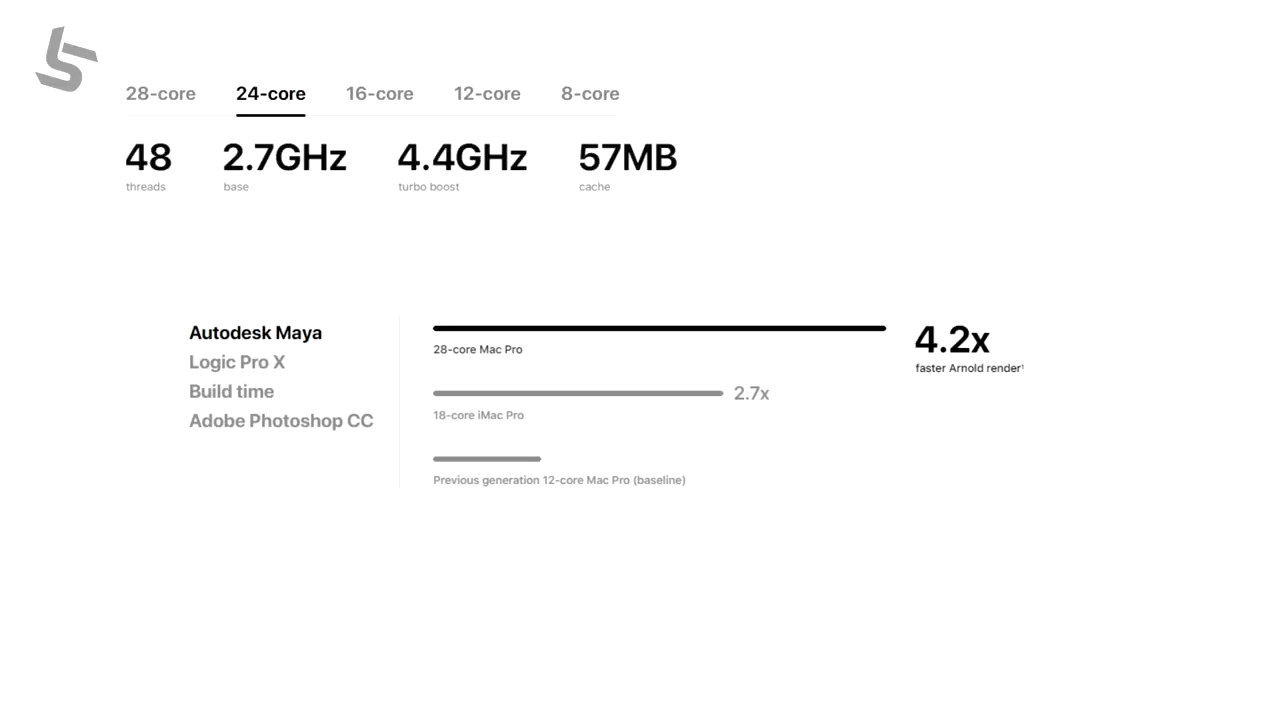 28-core 24-core 16-core 12-core 8-core
48 2.7GHz 4.4GHz 57MB
threads base turbo boost cache
Autodesk Maya
Logic Pro X
Build time
Adobe Photoshop CC
28-core Mac Pro
4.2x
faster Arnold render¹
2.7x
18-core iMac Pro
Previous generation 12-core Mac Pro (baseline)